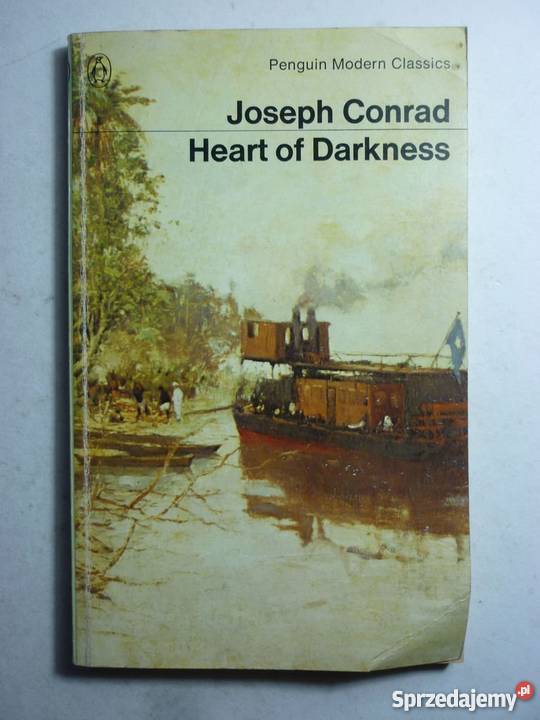 Penguin Modern Classics
Joseph Conrad
Heart of Darkness
Sprzedajemy.pl